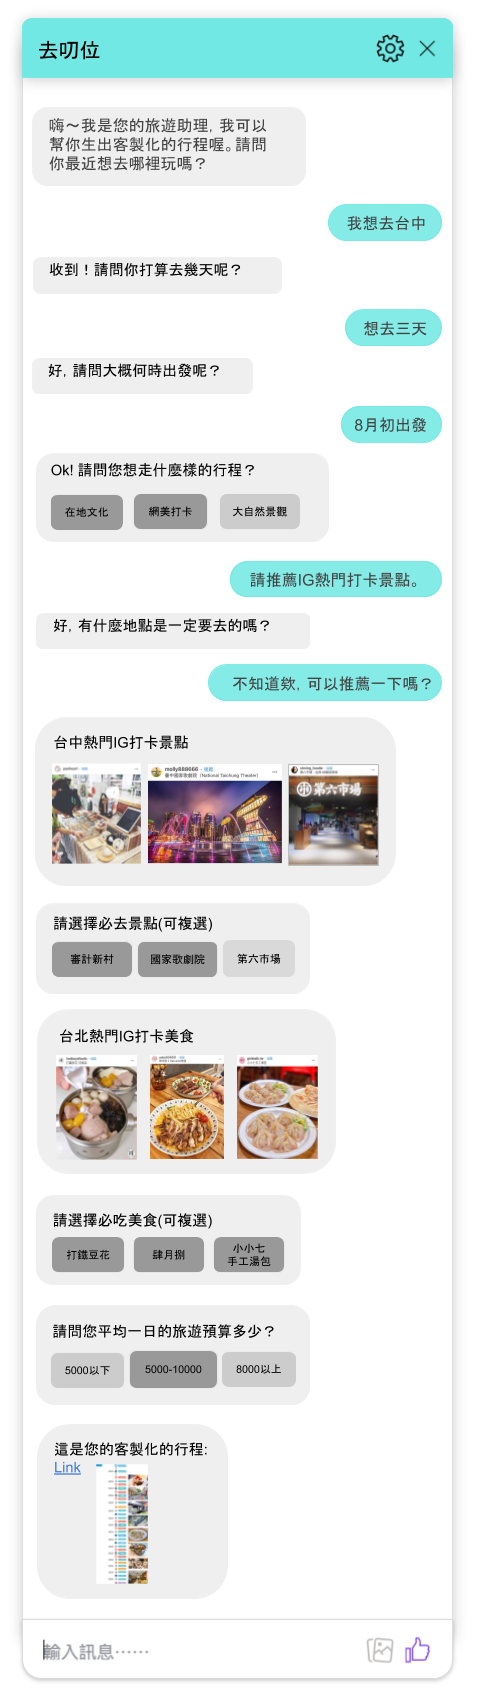 去叨位
嗨～我是您的旅遊助理, 我可以
幫你生出客製化的行程喔。請問
你最近想去哪裡玩嗎？
我想去台中
收到！請問你打算去幾天呢？
想去三天
好, 請問大概何時出發呢？
8月初出發
Ok! 請問您想走什麼樣的行程？
在地文化
網美打卡
大自然景觀
請推薦IG熱門打卡景點。
好, 有什麼地點是一定要去的嗎？
不知道欸, 可以推薦一下嗎？
台中熱門IG打卡景點
molly888666
臺中國家歌劇院 (National Taichung Theater)
第六市場
請選擇必去景點(可複選)
審計新村
國家歌劇院
第六市場
台北熱門IG打卡美食
請選擇必吃美食(可複選)
打鐵豆花
肆月捌
小小七
手工湯包
請問您平均一日的旅遊預算多少？
5000以下
5000-10000
8000以上
這是您的客製化的行程:
Link
輸入訊息……